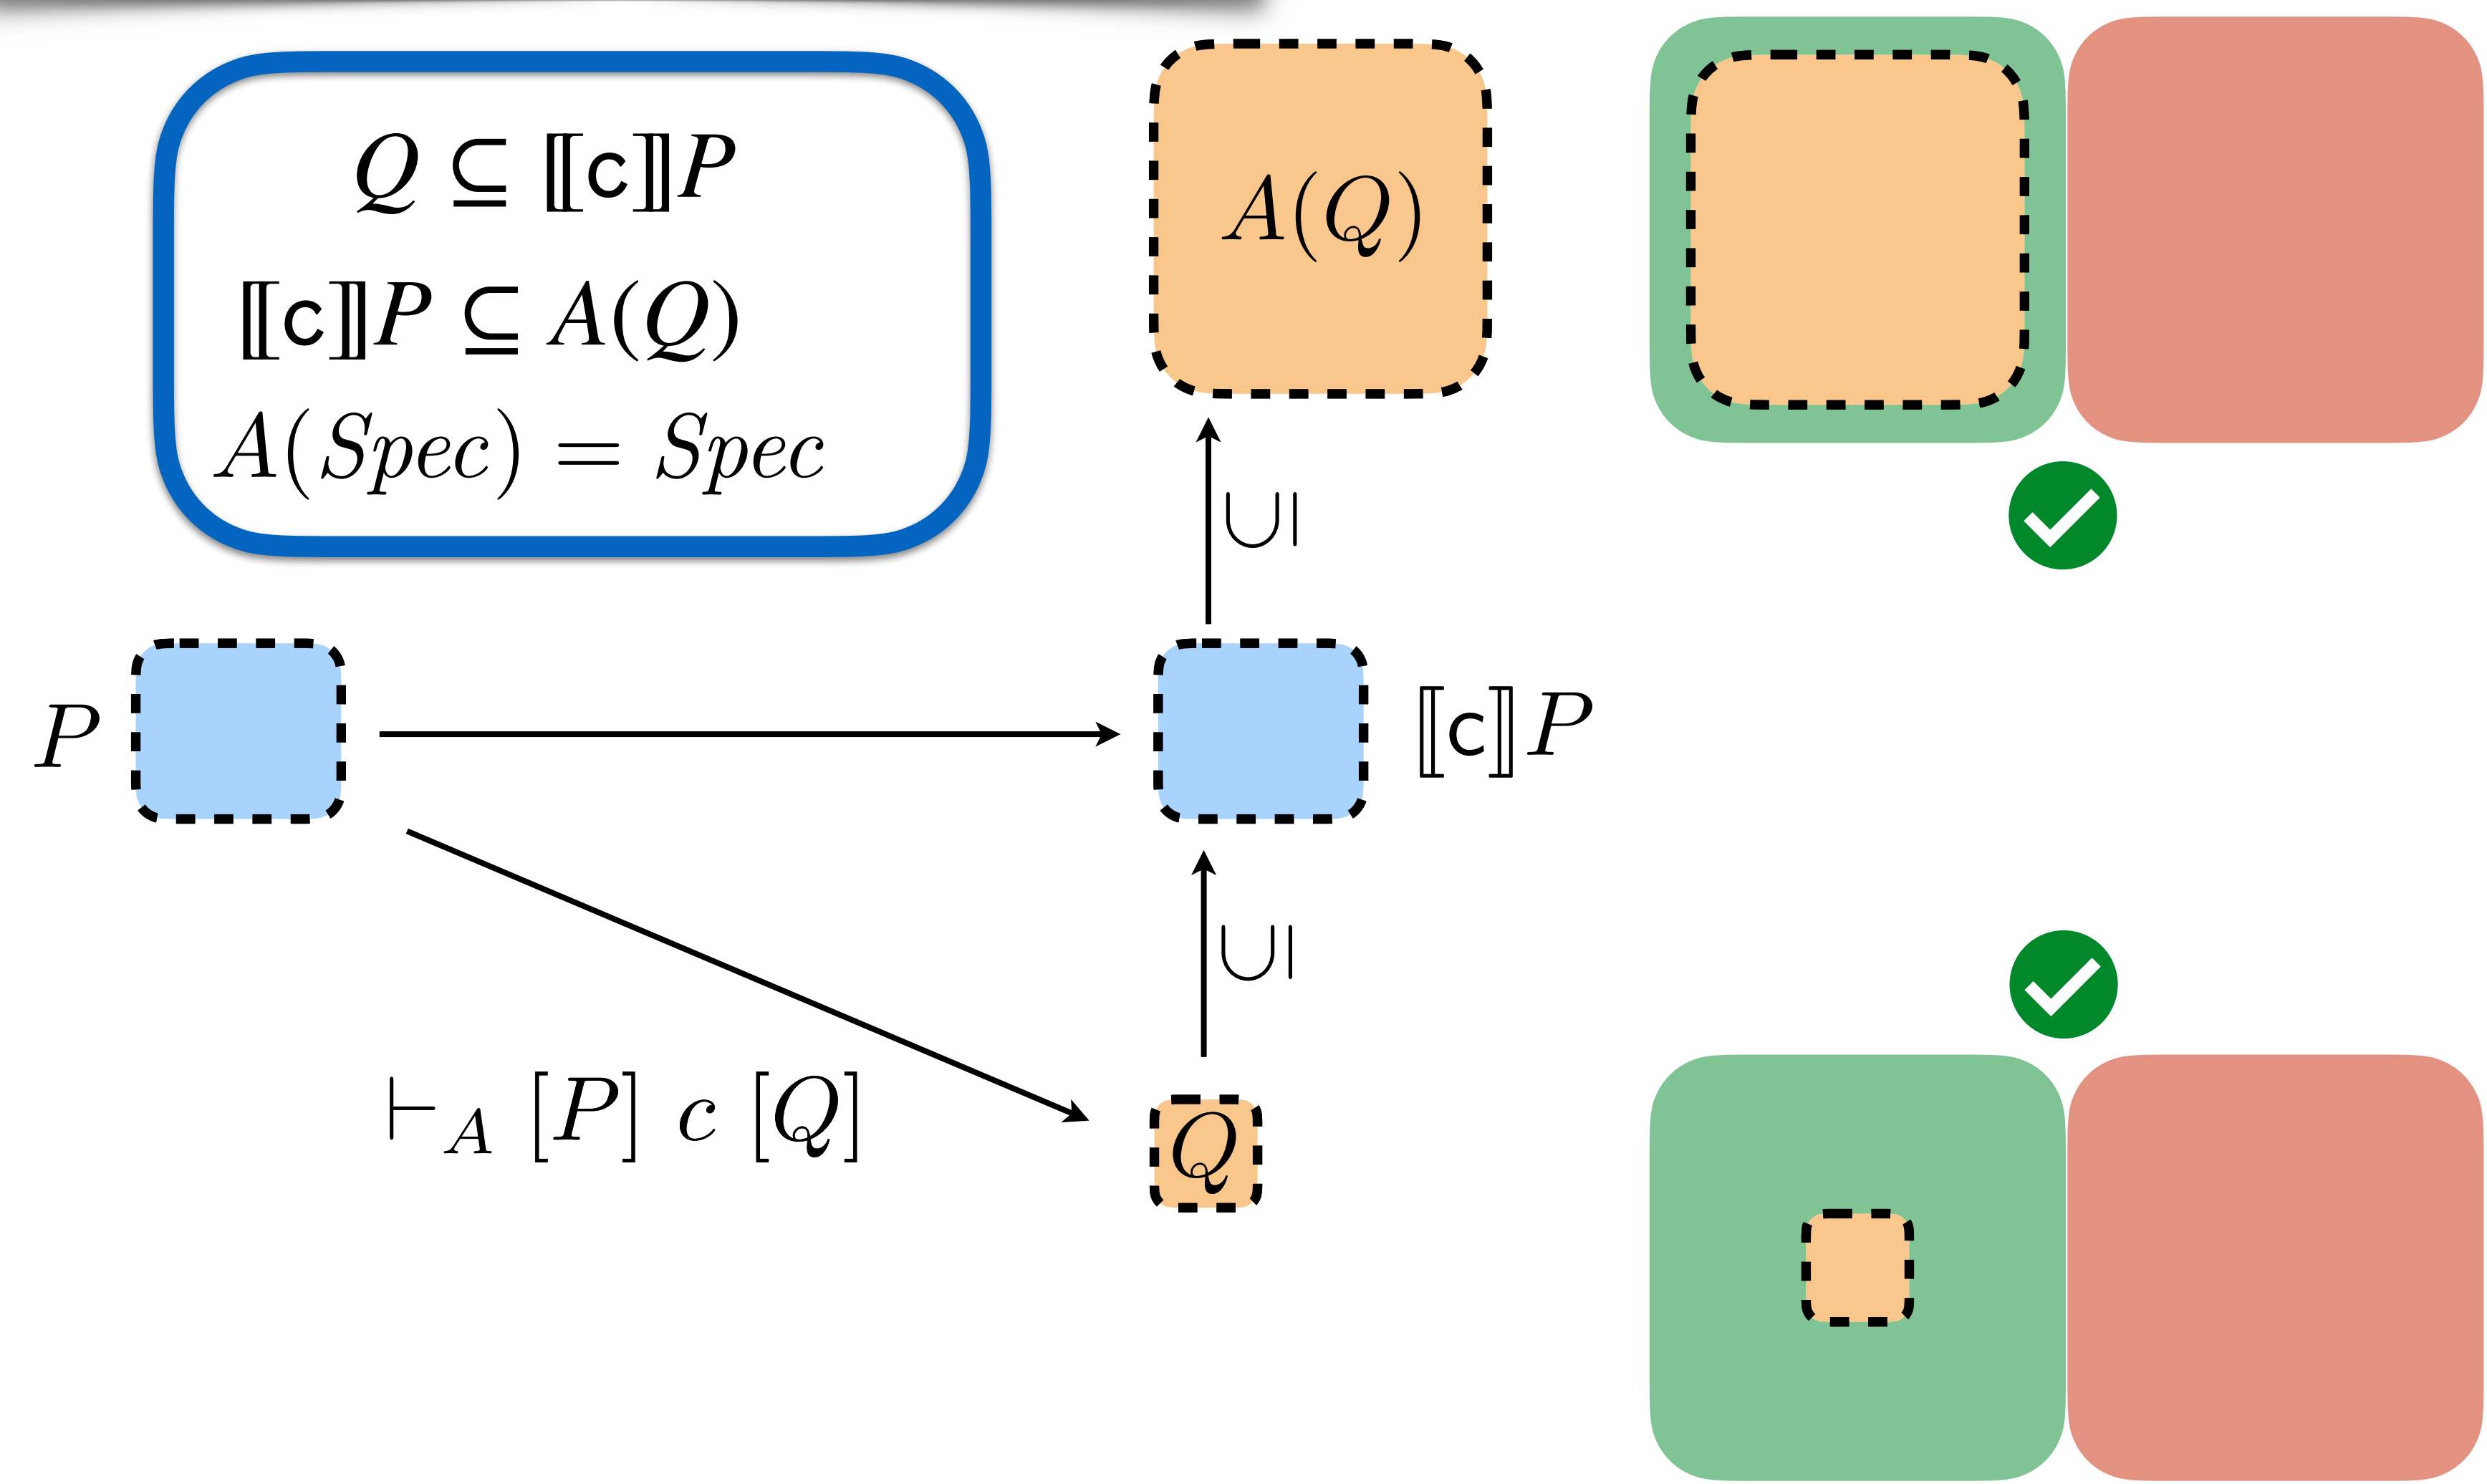 Q ⊆ ⟦c⟧P
⟦c⟧P ⊆ A(Q)
A(Spec) = Spec
A(Q)
∪|
P
⟦c⟧P
∪|
⊢_A [P] c [Q]
Q